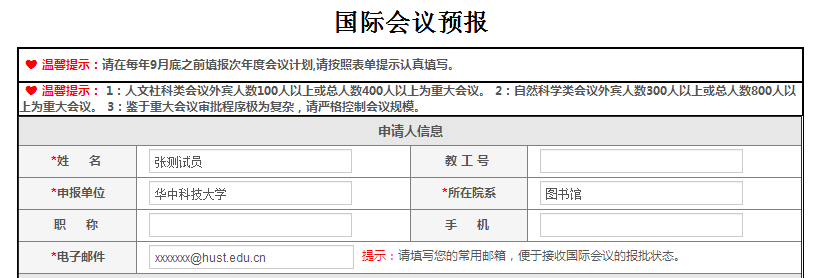 国际会议预报
温馨提示：请在每年9月底之前填报次年度会议计划,请按照表单提示认真填写。
温馨提示： 1：人文社科类会议外宾人数100人以上或总人数400人以上为重大会议。 2：自然科学类会议外宾人数300人以上或总人数800人以
上为重大会议。 3：鉴于重大会议审批程序极为复杂，请严格控制会议规模。
申请人信息
*姓 名 张测试员 教 工 号
*申报单位 华中科技大学 *所在院系 图书馆
职 称 手 机
*电子邮件 xxxxxxx@hust.edu.cn 提示：请填写您的常用邮箱，便于接收国际会议的报批状态。